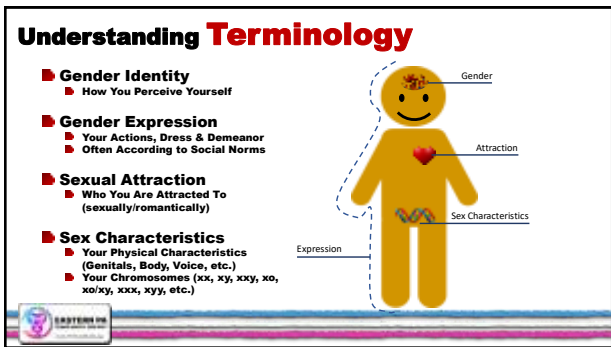 Understanding Terminology
Gender Identity
How You Perceive Yourself
Gender Expression
Your Actions, Dress & Demeanor
Often According to Social Norms
Sexual Attraction
Who You Are Attracted To
(sexually/romantically)
Sex Characteristics
Your Physical Characteristics
(Genitals, Body, Voice, etc.)
Your Chromosomes (xx, xy, xxy, xo,
xo/xy, xxx, xyy, etc.)
Gender
Attraction
Sex Characteristics
Expression
EASTERN PA